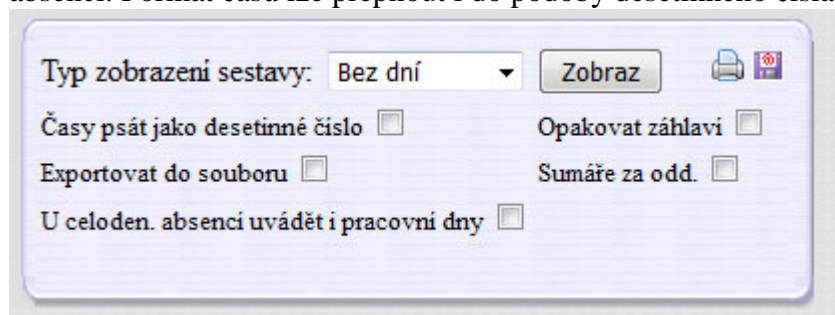 absencí. Formát času lze přepnout i do podoby desetinného čísla.
Typ zobrazení sestavy: Bez dní Zobraz
Časy psát jako desetinné číslo Opakovat záhlaví
Exportovat do souboru Sumáře za odd.
U celoden. absencí uvádět i pracovní dny